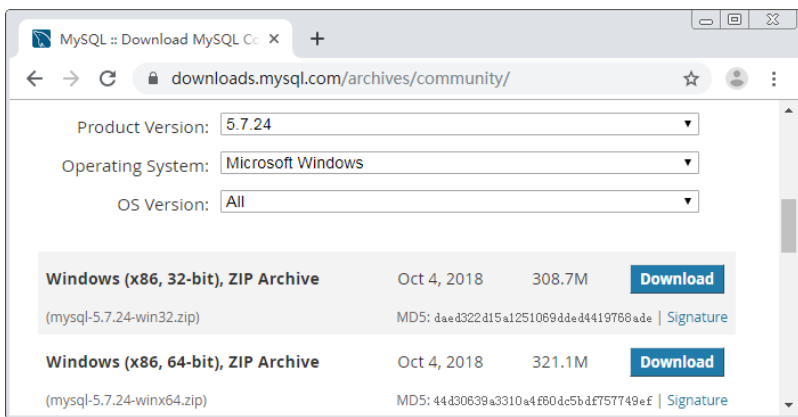 MySQL :: Download MySQL Co
downloads.mysql.com/archives/community/
Product Version: 5.7.24
Operating System: Microsoft Windows
OS Version: All
Windows (x86, 32-bit), ZIP Archive Oct 4, 2018 308.7M Download
(mysql-5.7.24-win32.zip) MD5: daed322d15a1251069dded4419768ade | Signature
Windows (x86, 64-bit), ZIP Archive Oct 4, 2018 321.1M Download
(mysql-5.7.24-winx64.zip) MD5: 44d30639a3310a4f60dc5bdf757749ef | Signature